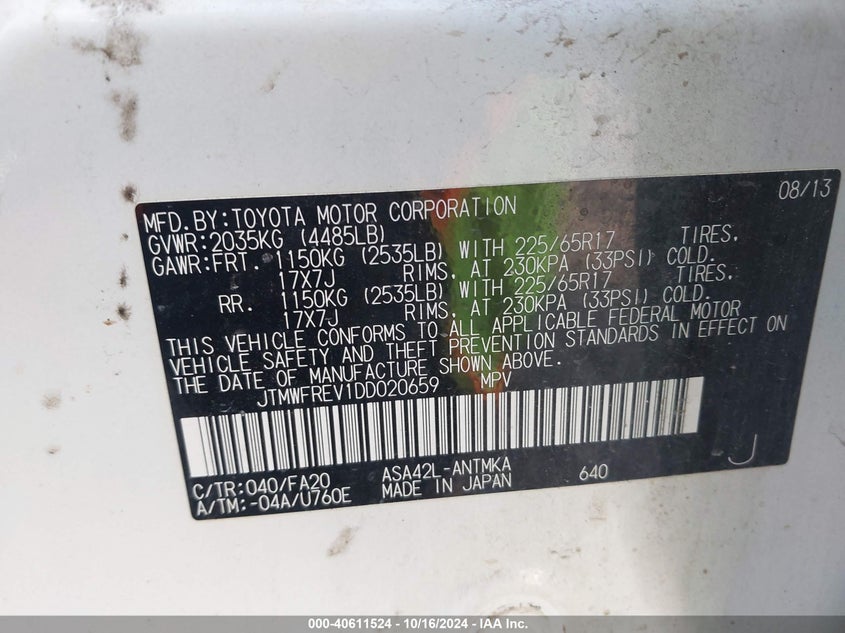 08/13
MFD.BY:TOYOTA MOTOR CORPORATION
GVWR:2035KG (4485LB)
GAWR:FRT. 1150KG (2535LB) WITH 225/65R17 TIRES,
17X7J RIMS, AT 230KPA (33PSI) COLD.
RR. 1150KG (2535LB) WITH 225/65R17 TIRES,
17X7J RIMS, AT 230KPA (33PSI) COLD.
THIS VEHICLE CONFORMS TO ALL APPLICABLE FEDERAL MOTOR
VEHICLE SAFETY AND THEFT PREVENTION STANDARDS IN EFFECT ON
THE DATE OF MANUFACTURE SHOWN ABOVE.
JTMWFREV1DD020659 MPV
C/TR:040/FA20 ASA42L-ANTMKA 640 J
A/TM:-04A/U760E MADE IN JAPAN
000-40611524 - 10/16/2024 - IAA Inc.